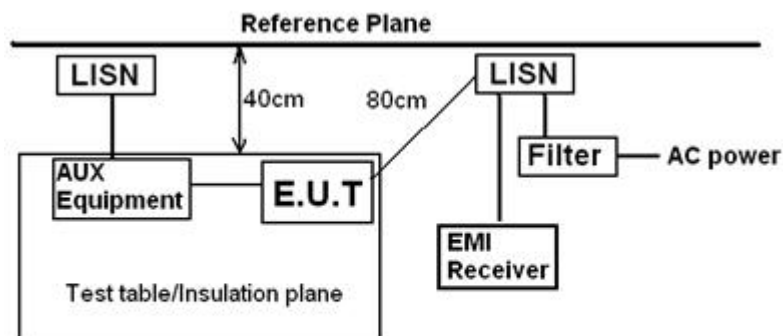 Reference Plane
LISN
40cm
80cm
LISN
Filter
AC power
AUX
Equipment
E.U.T
EMI
Receiver
Test table/Insulation plane